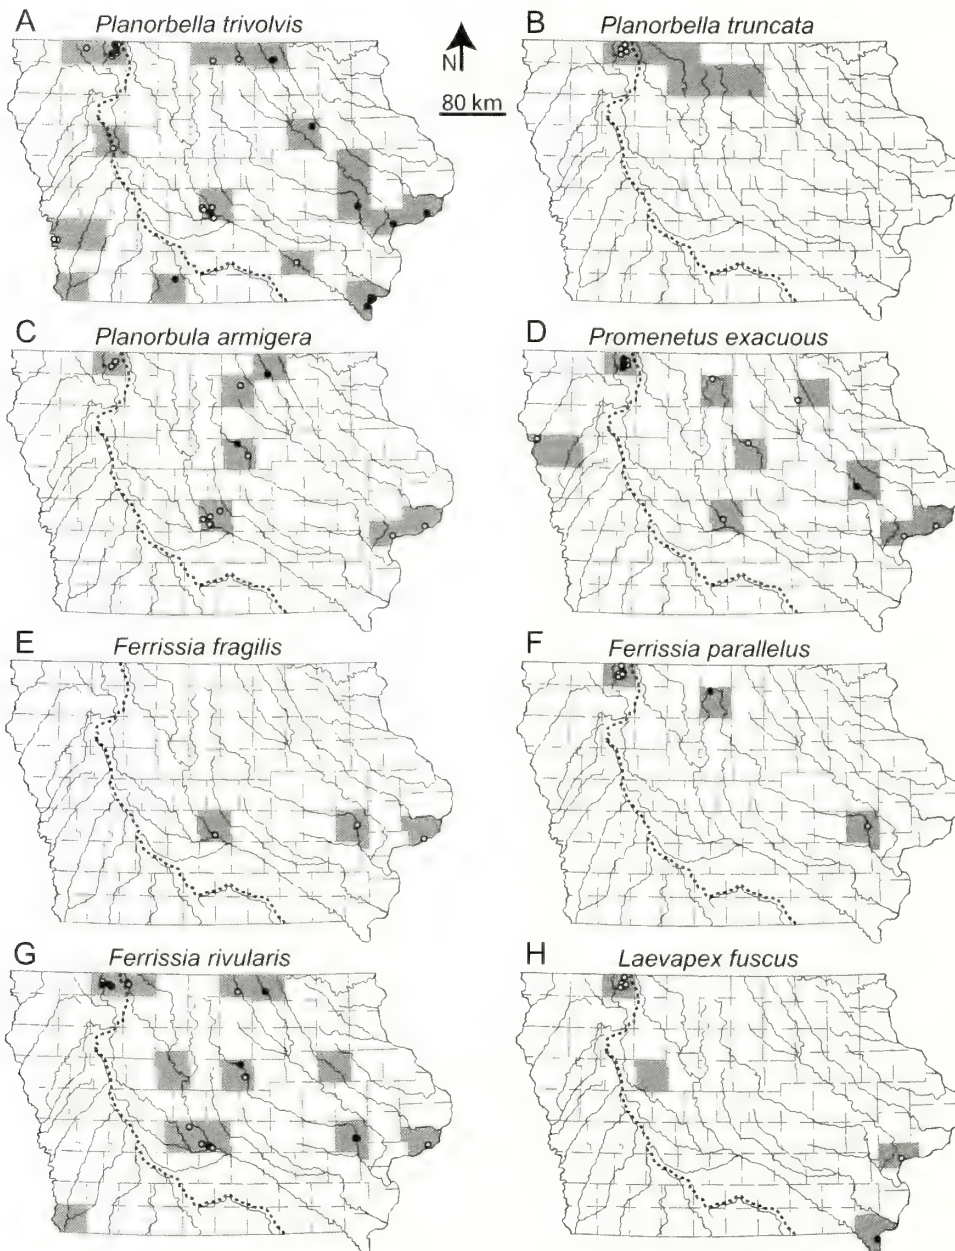 A Planorbella trivolvis
N
80 km
B Planorbella truncata
C Planorbula armigera
D Promenetus exacuous
E Ferrissia fragilis
F Ferrissia parallelus
G Ferrissia rivularis
H Laevapex fuscus